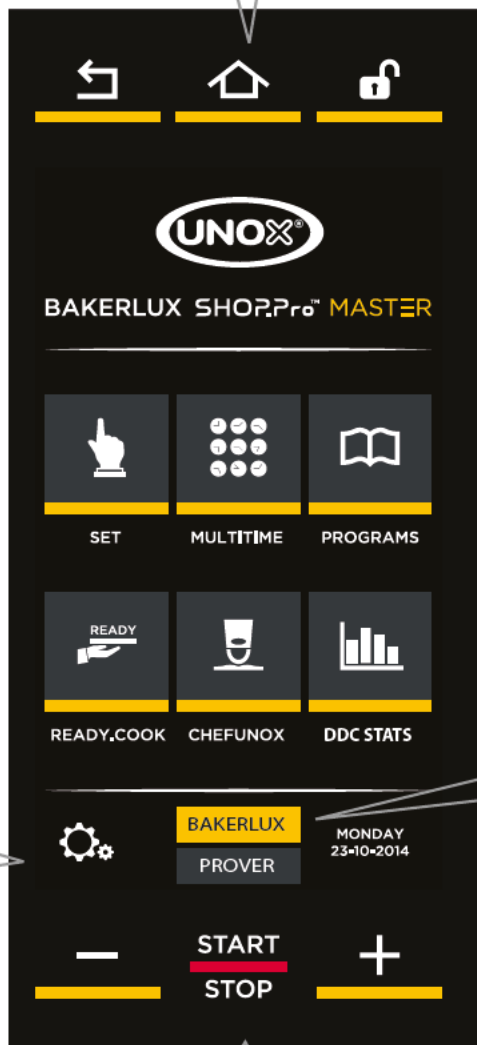 UNOX®
BAKERLUX SHOP.Pro™ MASTER
SET MULTITIME PROGRAMS
READY
READY.COOK CHEFUNOX DDC STATS
BAKERLUX
PROVER
MONDAY
23-10-2014
START
STOP